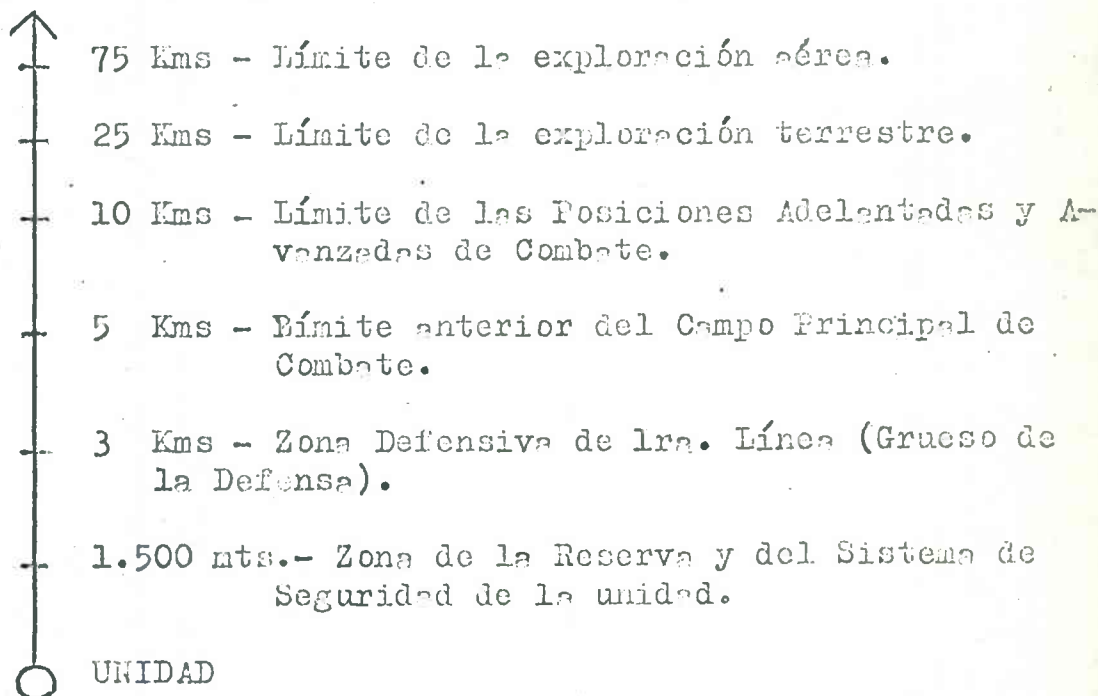 75 Kms - Límite de la exploración aérea.
25 Kms - Límite de la exploración terrestre.
10 Kms - Límite de las Posiciones Adelantadas y A-
vanzadas de Combate.
5 Kms - Bímite anterior del Campo Principal de
Combate.
3 Kms - Zona Defensiva de 1ra. Línea (Grueso de
la Defensa).
1.500 mts.- Zona de la Reserva y del Sistema de
Seguridad de la unidad.
UNIDAD